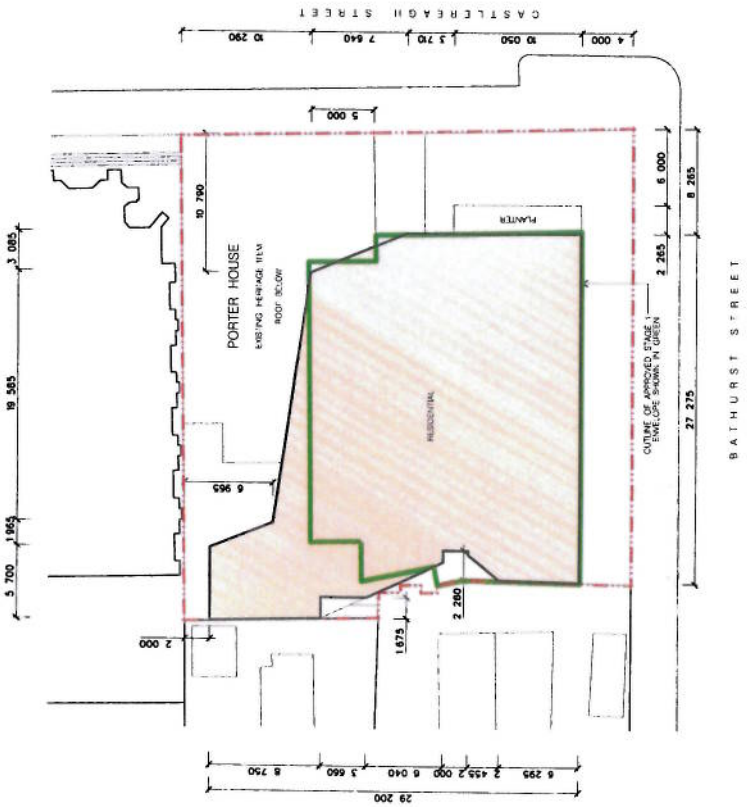 CASTLEREAGH STREET
10 290
7 640
3 710
10 050
4 000
5 000
10 790
6 000
8 265
2 265
PLANTER
PORTER HOUSE
EXISTING HERITAGE ITEM
ROOF BELOW
3 085
19 585
1 965
5 700
6 965
RESIDENTIAL
OUTLINE OF APPROVED STAGE 1
ENVELOPE SHOWN IN GREEN
27 275
BATHURST STREET
2 000
1 675
2 280
8 750
3 660
6 040
2 000
2 455
6 295
29 200